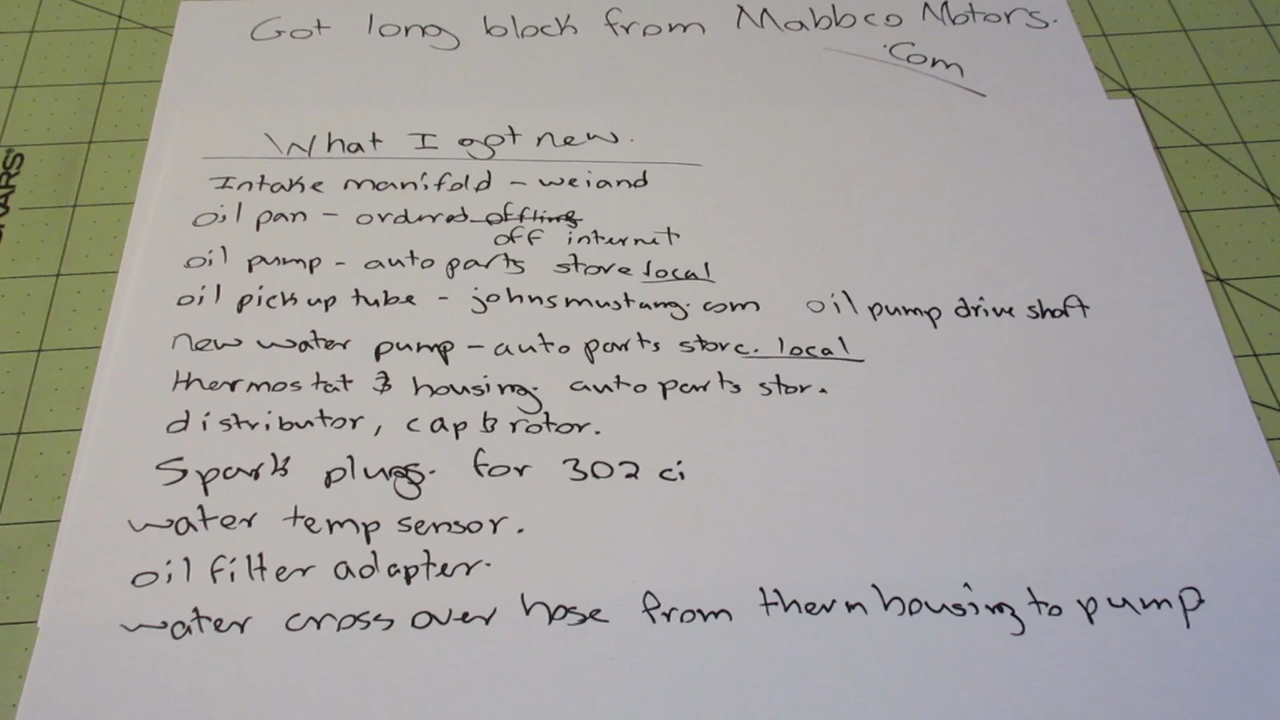 Got long block from Mabbco Motors.
.Com
What I got new.
Intake manifold - weiand
oil pan - ordered offline
off internet
oil pump - auto parts store local
oil pick up tube - johnsmustang.com oil pump drive shaft
new water pump - auto parts store. local
thermostat & housing. auto parts stor.
distributor, cap & rotor.
Spark plugs. for 302 ci
water temp sensor.
oil filter adapter.
water cross over hose from therm housing to pump